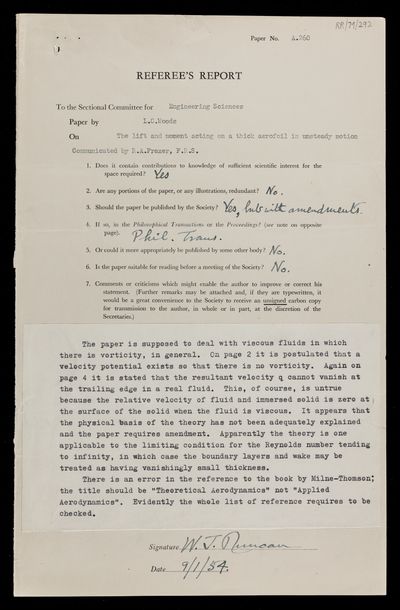 RR/71/292
Paper No. A.260
REFEREE'S REPORT
To the Sectional Committee for Engineering Sciences
Paper by L.C.Woods
On The lift and moment acting on a thick aerofoil in unsteady motion
Communicated by R.A.Frazer, F.R.S.
1. Does it contain contributions to knowledge of sufficient scientific interest for the
space required? Yes
2. Are any portions of the paper, or any illustrations, redundant? No.
3. Should the paper be published by the Society? Yes, but with amendments.
4. If so, in the Philosophical Transactions or the Proceedings? (see note on opposite
page). Phil. Trans.
5. Or could it more appropriately be published by some other body? No.
6. Is the paper suitable for reading before a meeting of the Society? No.
7. Comments or criticisms which might enable the author to improve or correct his
statement. (Further remarks may be attached and, if they are typewritten, it
would be a great convenience to the Society to receive an unsigned carbon copy
for transmission to the author, in whole or in part, at the discretion of the
Secretaries.)
The paper is supposed to deal with viscous fluids in which
there is vorticity, in general. On page 2 it is postulated that a
velocity potential exists so that there is no vorticity. Again on
page 4 it is stated that the resultant velocity q cannot vanish at
the trailing edge in a real fluid. This, of course, is untrue
because the relative velocity of fluid and immersed solid is zero at
the surface of the solid when the fluid is viscous. It appears that
the physical basis of the theory has not been adequately explained
and the paper requires amendment. Apparently the theory is one
applicable to the limiting condition for the Reynolds number tending
to infinity, in which case the boundary layers and wake may be
treated as having vanishingly small thickness.
There is an error in the reference to the book by Milne-Thomson;
the title should be "Theoretical Aerodynamics" not "Applied
Aerodynamics". Evidently the whole list of reference requires to be
checked.
Signature W. J. Duncan
Date 9/1/54.